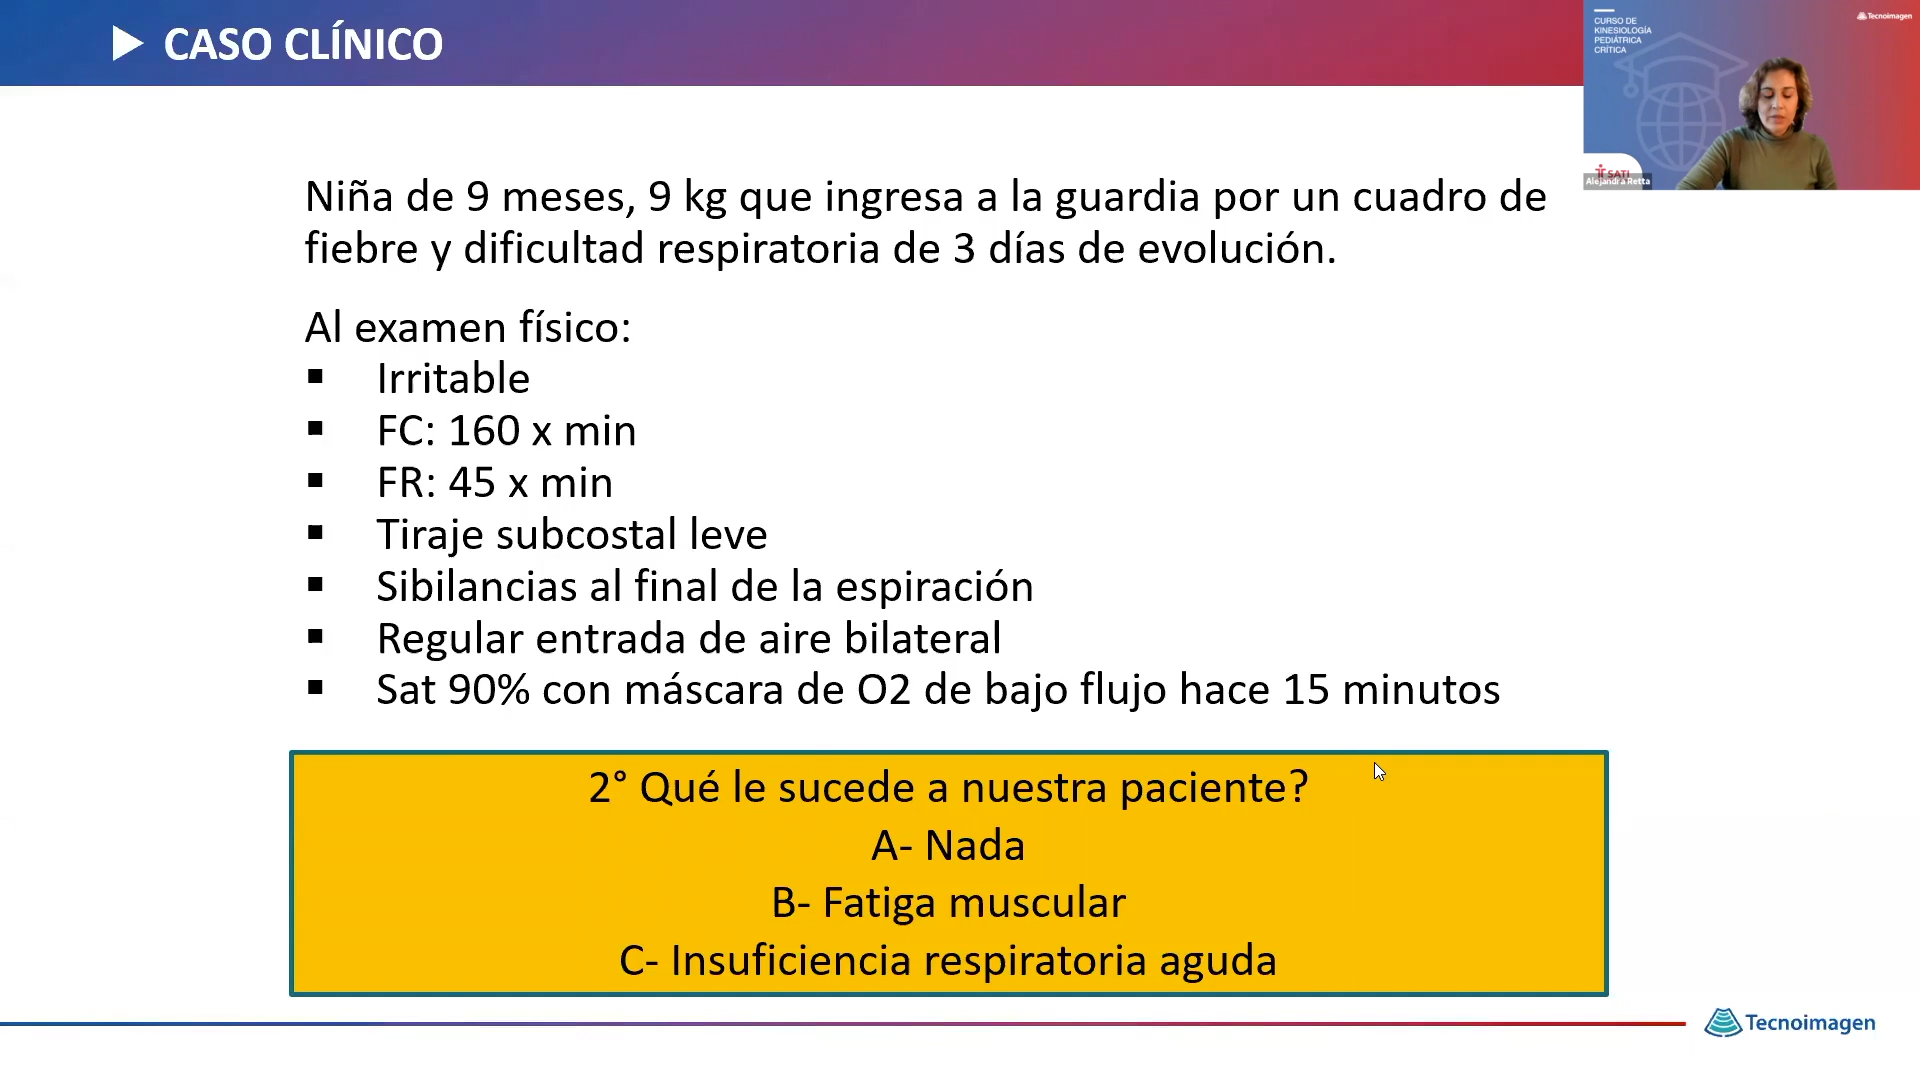 CASO CLÍNICO
CURSO DE
KINESIOLOGÍA
PEDIÁTRICA
CRÍTICA
Tecnoimagen
SATI
Alejandra Retta
Niña de 9 meses, 9 kg que ingresa a la guardia por un cuadro de
fiebre y dificultad respiratoria de 3 días de evolución.
Al examen físico:
▪ Irritable
▪ FC: 160 x min
▪ FR: 45 x min
▪ Tiraje subcostal leve
▪ Sibilancias al final de la espiración
▪ Regular entrada de aire bilateral
▪ Sat 90% con máscara de O2 de bajo flujo hace 15 minutos
2° Qué le sucede a nuestra paciente?
A- Nada
B- Fatiga muscular
C- Insuficiencia respiratoria aguda
Tecnoimagen